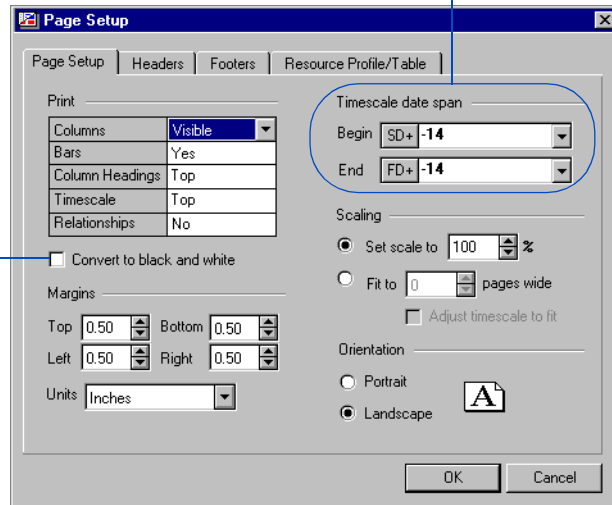 Page Setup
Page Setup Headers Footers Resource Profile/Table
Print
Columns Visible
Bars Yes
Column Headings Top
Timescale Top
Relationships No
Convert to black and white
Margins
Top 0.50 Bottom 0.50
Left 0.50 Right 0.50
Units Inches
Timescale date span
Begin SD+ -14
End FD+ -14
Scaling
Set scale to 100 %
Fit to 0 pages wide
Adjust timescale to fit
Orientation
Portrait
Landscape
A
OK Cancel